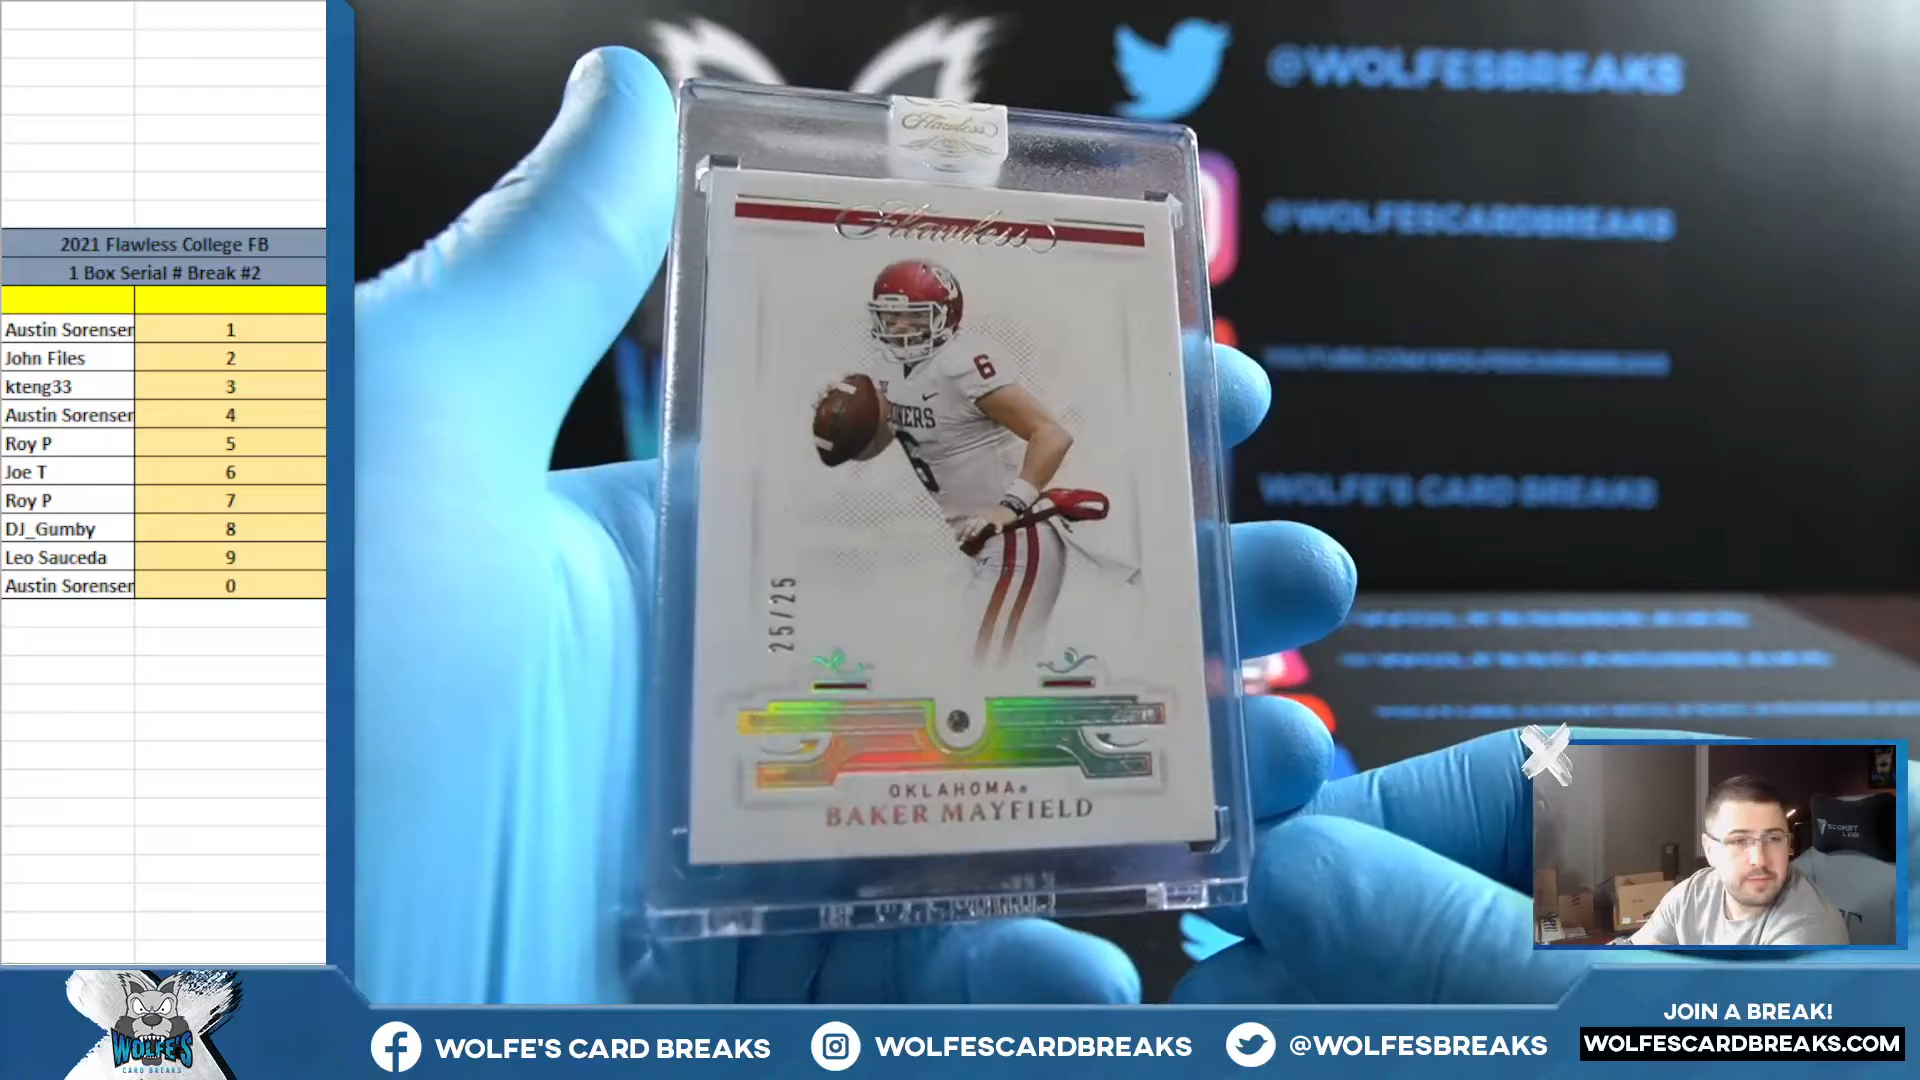 2021 Flawless College FB
1 Box Serial # Break #2
Austin Sorenser 1
John Files 2
kteng33 3
Austin Sorenser 4
Roy P 5
Joe T 6
Roy P 7
DJ_Gumby 8
Leo Sauceda 9
Austin Sorenser 0
@WOLFESBREAKS
@WOLFESCARDBREAKS
WOLFE'S CARD BREAKS
Flawless
Flawless
6
6
25/25
OKLAHOMA
BAKER MAYFIELD
SECRET LAB
WOLFE'S
CARD BREAKS
WOLFE'S CARD BREAKS
WOLFESCARDBREAKS
@WOLFESBREAKS
JOIN A BREAK!
WOLFESCARDBREAKS.COM